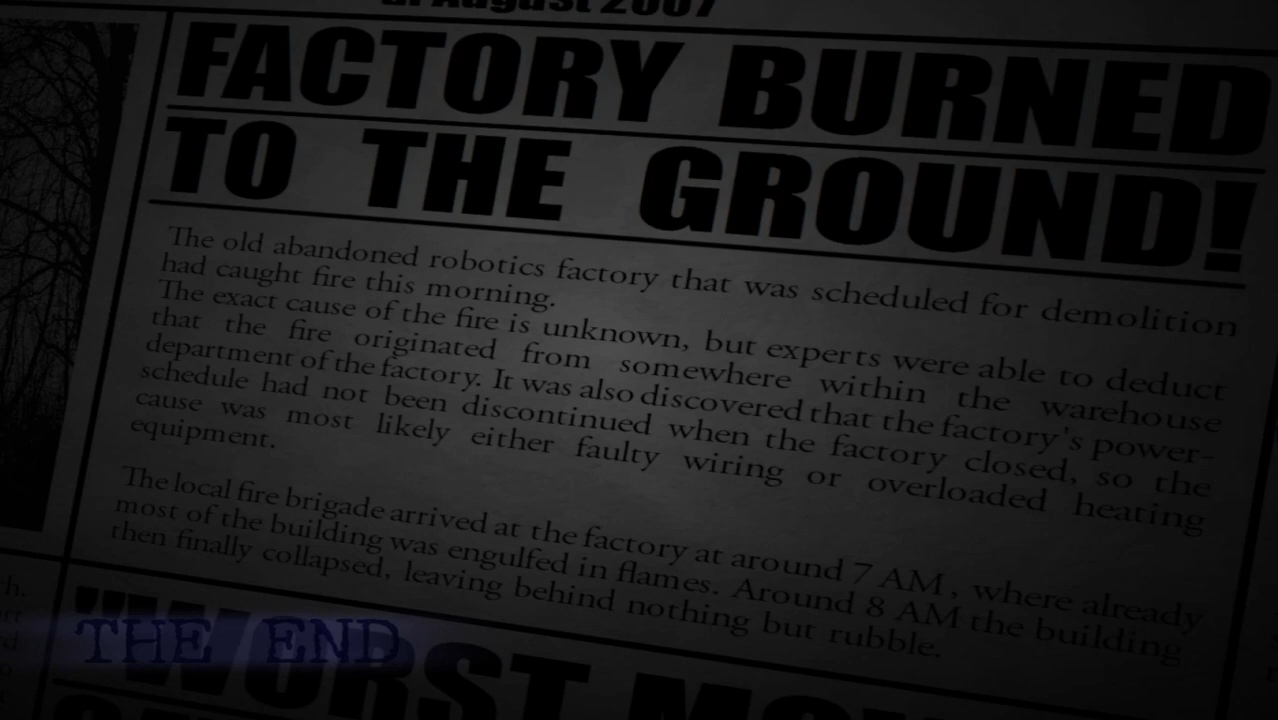 August 2007
FACTORY BURNED
TO THE GROUND!
The old abandoned robotics factory that was scheduled for demolition
had caught fire this morning.
The exact cause of the fire is unknown, but experts were able to deduct
that the fire originated from somewhere within the warehouse
department of the factory. It was also discovered that the factory's power-
schedule had not been discontinued when the factory closed, so the
cause was most likely either faulty wiring or overloaded heating
equipment.
The local fire brigade arrived at the factory at around 7 AM, where already
most of the building was engulfed in flames. Around 8 AM the building
then finally collapsed, leaving behind nothing but rubble.
THE END
"WORST